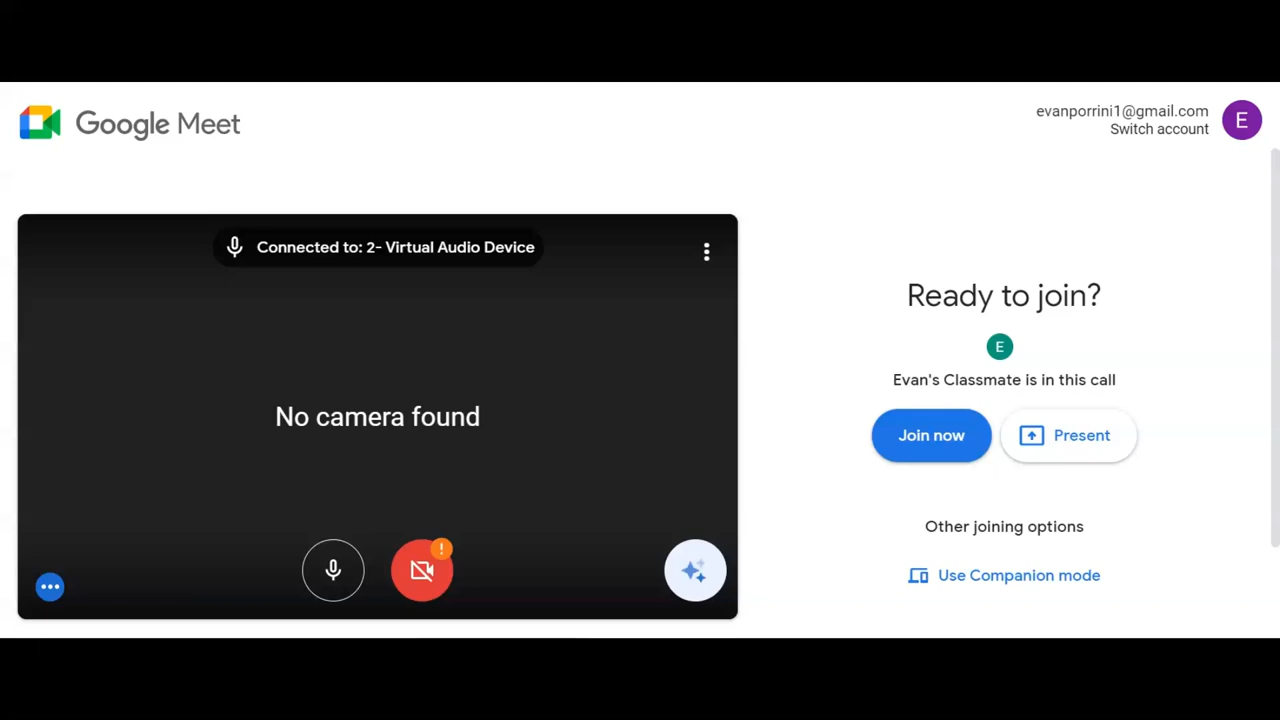 Google Meet
evanporrini1@gmail.com
Switch account
E
Connected to: 2- Virtual Audio Device
No camera found
!
Ready to join?
E
Evan's Classmate is in this call
Join now
Present
Other joining options
Use Companion mode